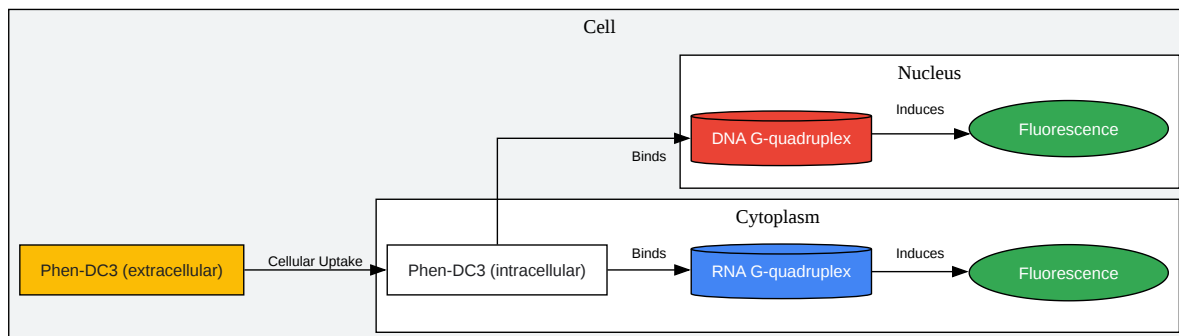 Cell
Nucleus
Induces
DNA G-quadruplex
Fluorescence
Binds
Cytoplasm
Phen-DC3 (extracellular)
Cellular Uptake
Phen-DC3 (intracellular)
Binds
RNA G-quadruplex
Induces
Fluorescence